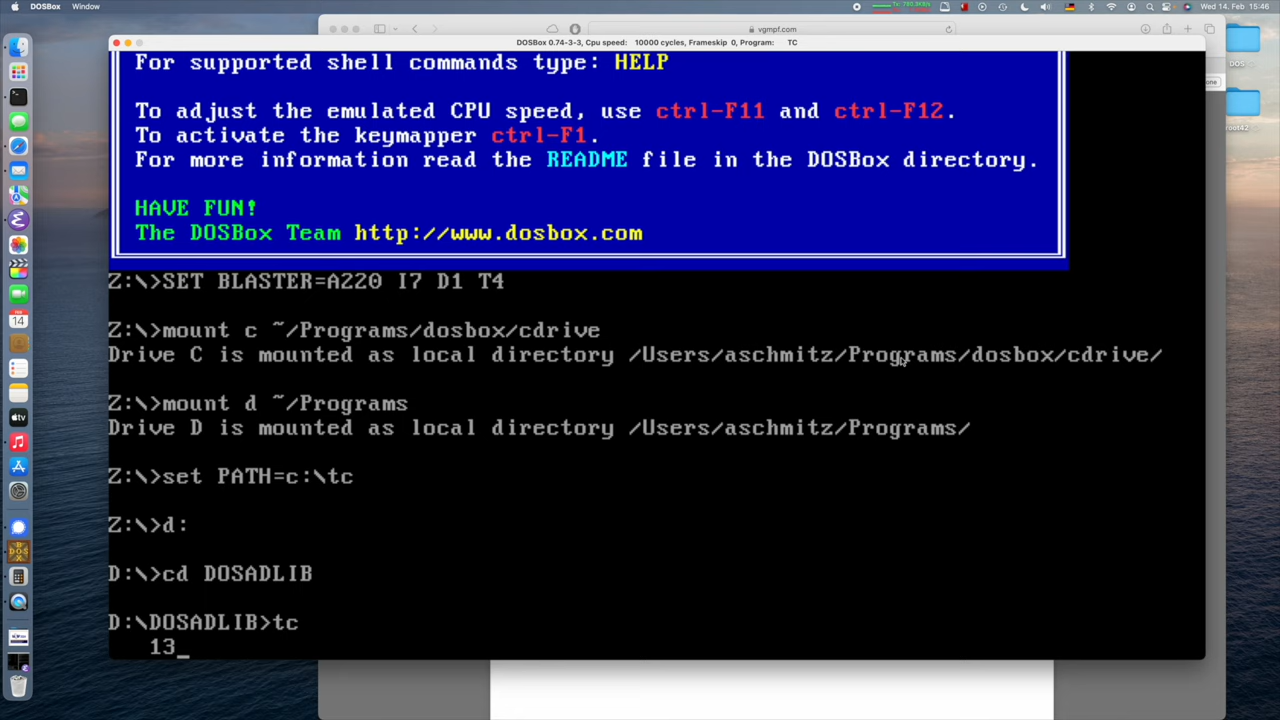 DOSBox Window
Wed 14. Feb 15:46
vgmpf.com
DOSBox 0.74-3-3, Cpu speed: 10000 cycles, Frameskip 0, Program: TC
For supported shell commands type: HELP
To adjust the emulated CPU speed, use ctrl-F11 and ctrl-F12.
To activate the keymapper ctrl-F1.
For more information read the README file in the DOSBox directory.
HAVE FUN!
The DOSBox Team http://www.dosbox.com
Z:\>SET BLASTER=A220 I7 D1 T4
Z:\>mount c ~/Programs/dosbox/cdrive
Drive C is mounted as local directory /Users/aschmitz/Programs/dosbox/cdrive/
Z:\>mount d ~/Programs
Drive D is mounted as local directory /Users/aschmitz/Programs/
Z:\>set PATH=c:\tc
Z:\>d:
D:\>cd DOSADLIB
D:\DOSADLIB>tc
13_
DOS
root42
14
tv